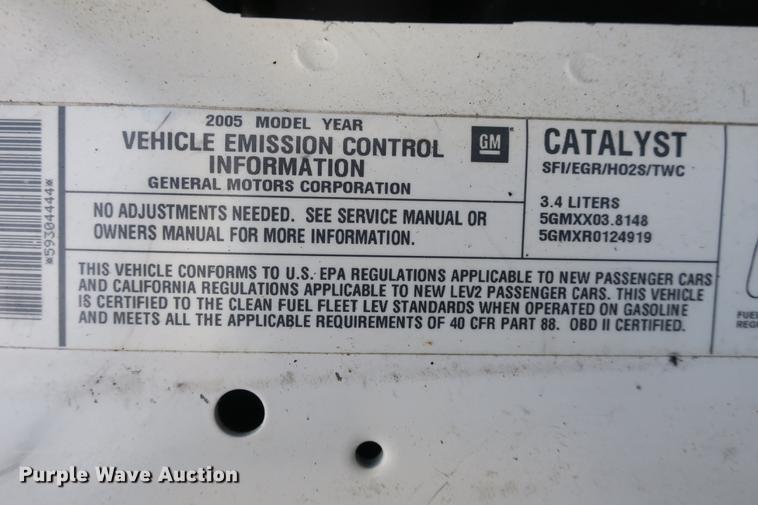 *59304444*
2005 MODEL YEAR
VEHICLE EMISSION CONTROL
INFORMATION
GENERAL MOTORS CORPORATION
GM
NO ADJUSTMENTS NEEDED. SEE SERVICE MANUAL OR
OWNERS MANUAL FOR MORE INFORMATION.
CATALYST
SFI/EGR/HO2S/TWC
3.4 LITERS
5GMXX03.8148
5GMXR0124919
THIS VEHICLE CONFORMS TO U.S. EPA REGULATIONS APPLICABLE TO NEW PASSENGER CARS
AND CALIFORNIA REGULATIONS APPLICABLE TO NEW LEV2 PASSENGER CARS. THIS VEHICLE
IS CERTIFIED TO THE CLEAN FUEL FLEET LEV STANDARDS WHEN OPERATED ON GASOLINE
AND MEETS ALL THE APPLICABLE REQUIREMENTS OF 40 CFR PART 88. OBD II CERTIFIED.
FUE
REG
Purple Wave Auction